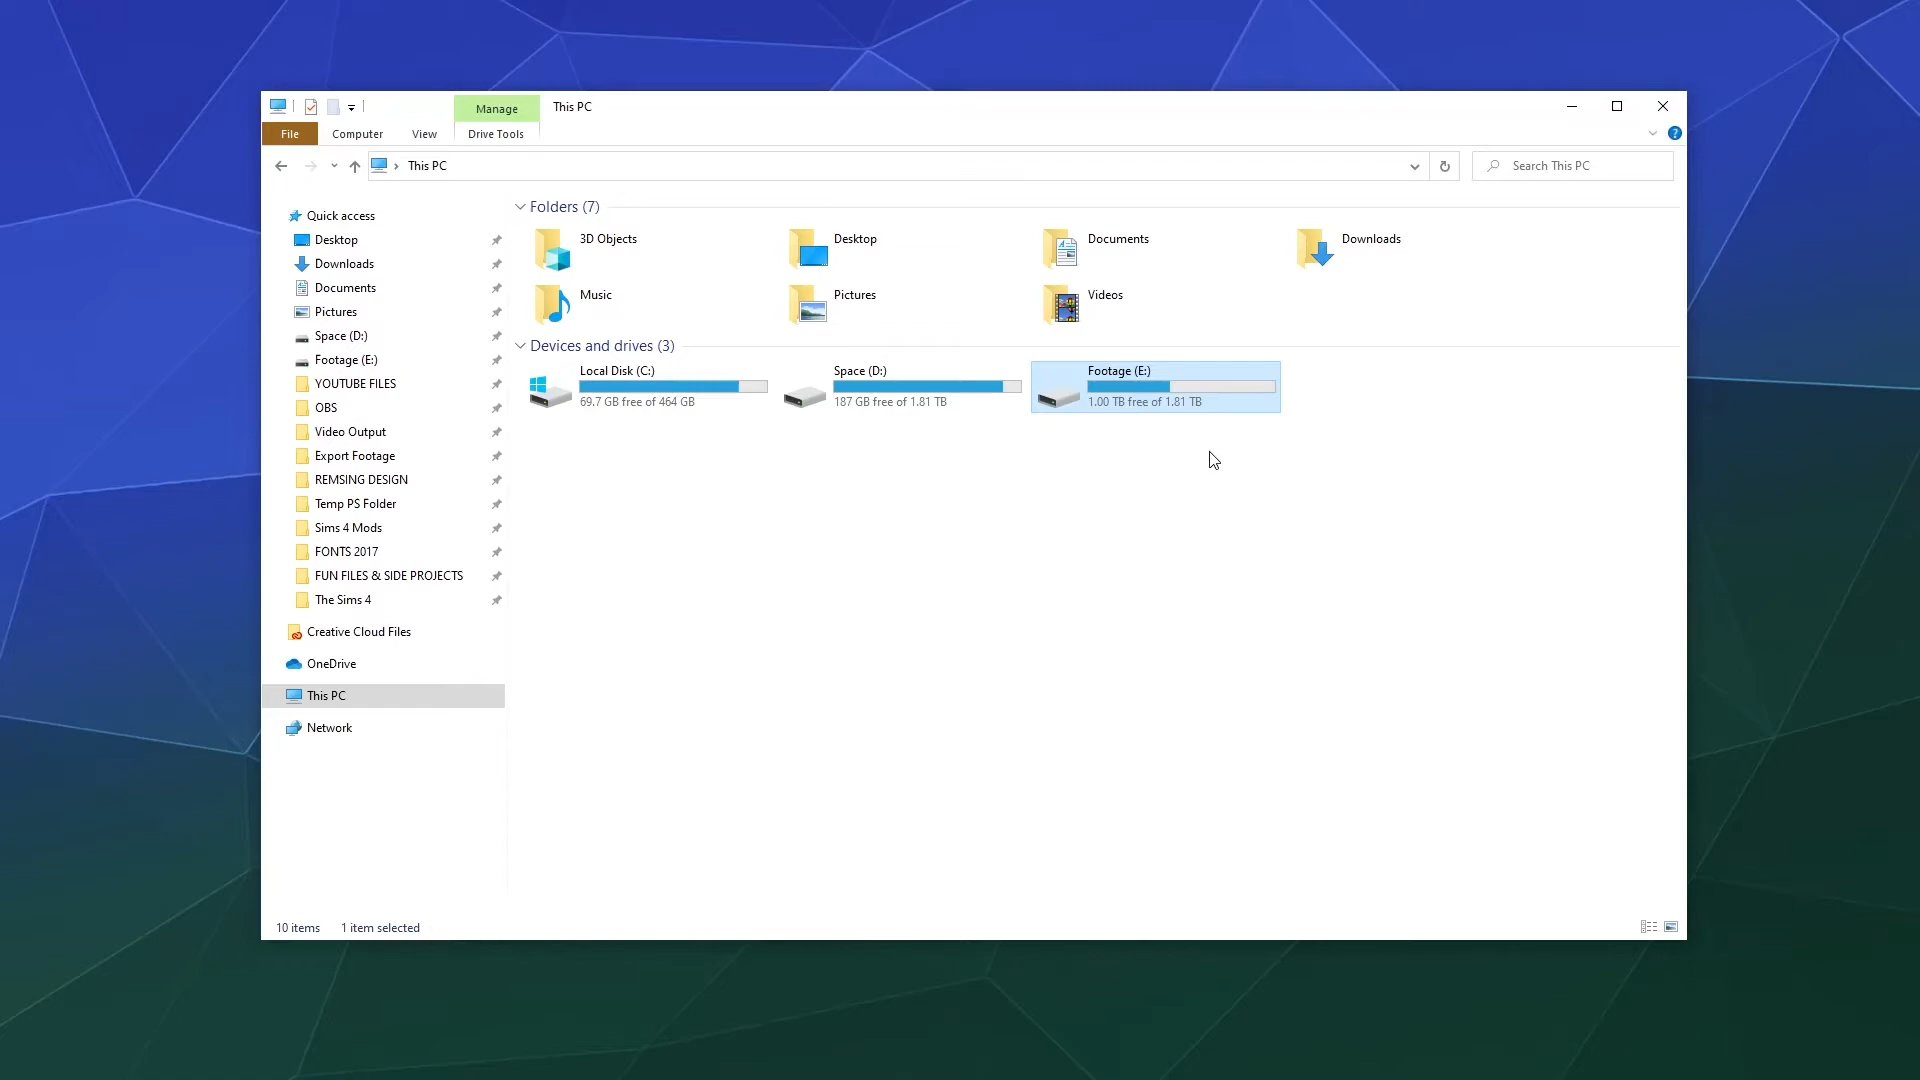 Manage
This PC
File
Computer
View
Drive Tools
?
This PC
Search This PC
Quick access
Desktop
Downloads
Documents
Pictures
Space (D:)
Footage (E:)
YOUTUBE FILES
OBS
Video Output
Export Footage
REMSING DESIGN
Temp PS Folder
Sims 4 Mods
FONTS 2017
FUN FILES & SIDE PROJECTS
The Sims 4
Creative Cloud Files
OneDrive
This PC
Network
Folders (7)
3D Objects
Desktop
Documents
Downloads
Music
Pictures
Videos
Devices and drives (3)
Local Disk (C:)
69.7 GB free of 464 GB
Space (D:)
187 GB free of 1.81 TB
Footage (E:)
1.00 TB free of 1.81 TB
10 items
1 item selected